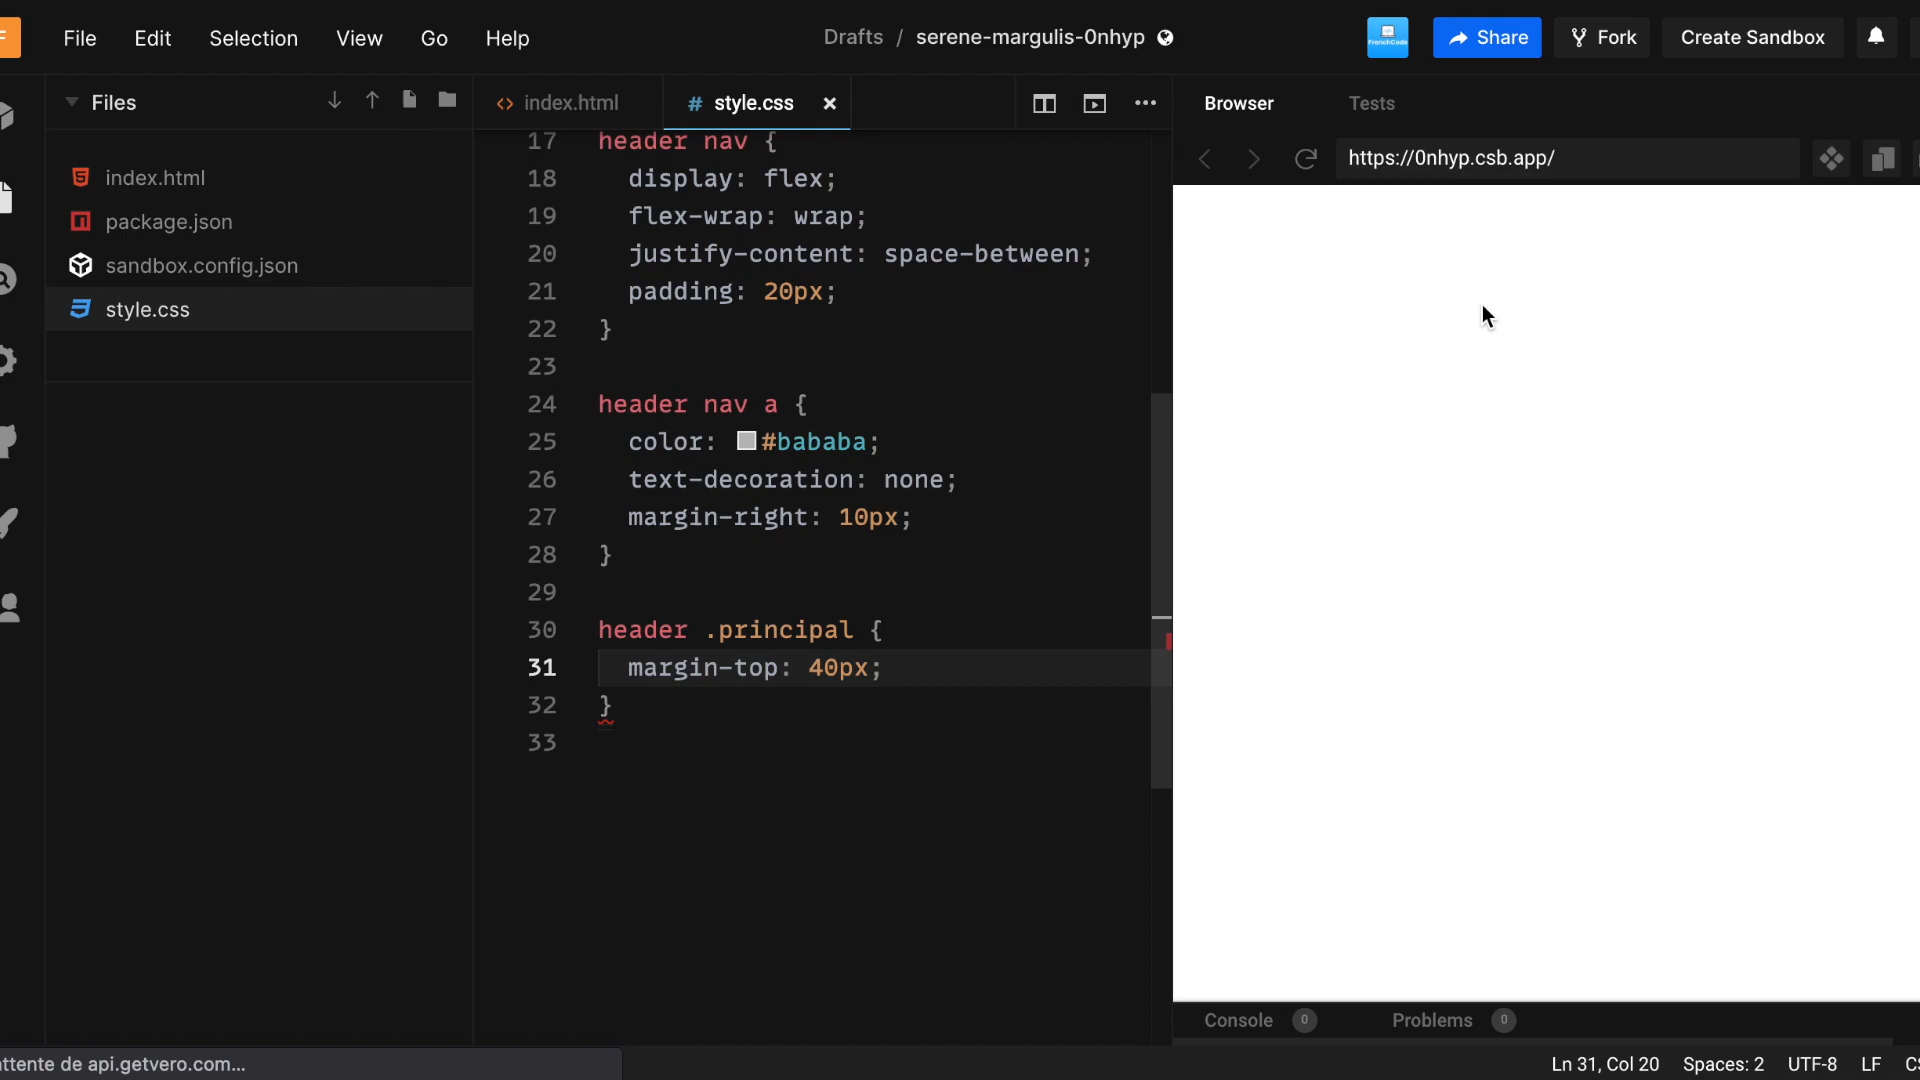 File Edit Selection View Go Help
Drafts / serene-margulis-0nhyp
Share
Fork
Create Sandbox
Files
index.html
package.json
sandbox.config.json
style.css
index.html
# style.css
17 header nav {
18 display: flex;
19 flex-wrap: wrap;
20 justify-content: space-between;
21 padding: 20px;
22 }
23
24 header nav a {
25 color: #bababa;
26 text-decoration: none;
27 margin-right: 10px;
28 }
29
30 header .principal {
31 margin-top: 40px;
32 }
33
Browser Tests
https://0nhyp.csb.app/
Console 0 Problems 0
ttente de api.getvero.com...
Ln 31, Col 20 Spaces: 2 UTF-8 LF